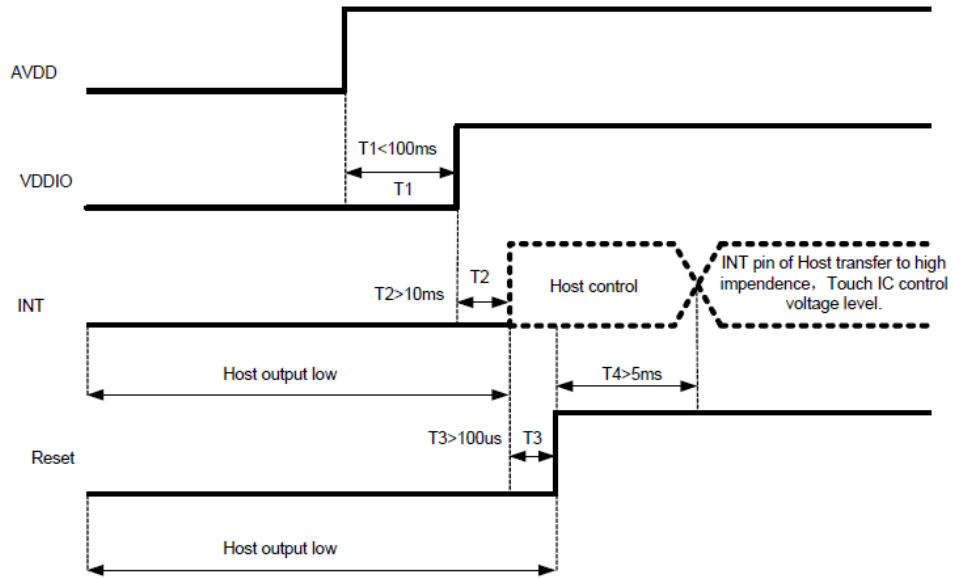 AVDD
T1<100ms
VDDIO
T1
INT pin of Host transfer to high
impendence，Touch IC control
voltage level.
T2
Host control
T2>10ms
INT
Host output low
T4>5ms
T3>100us
T3
Reset
Host output low